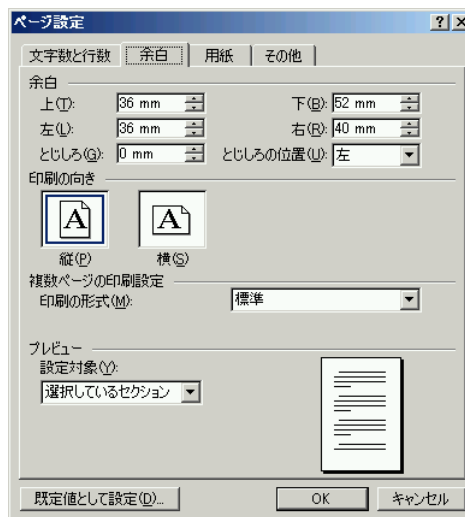 ページ設定
文字数と行数 余白 用紙 その他
余白
上(T): 36 mm 下(B): 52 mm
左(L): 36 mm 右(R): 40 mm
とじしろ(G): 0 mm とじしろの位置(U): 左
印刷の向き
A A
縦(P) 横(S)
複数ページの印刷設定
印刷の形式(M): 標準
プレビュー
設定対象(Y):
選択しているセクション
既定値として設定(D)... OK キャンセル